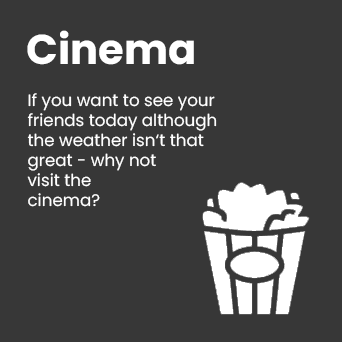 Cinema
If you want to see your
friends today although
the weather isn't that
great - why not
visit the
cinema?